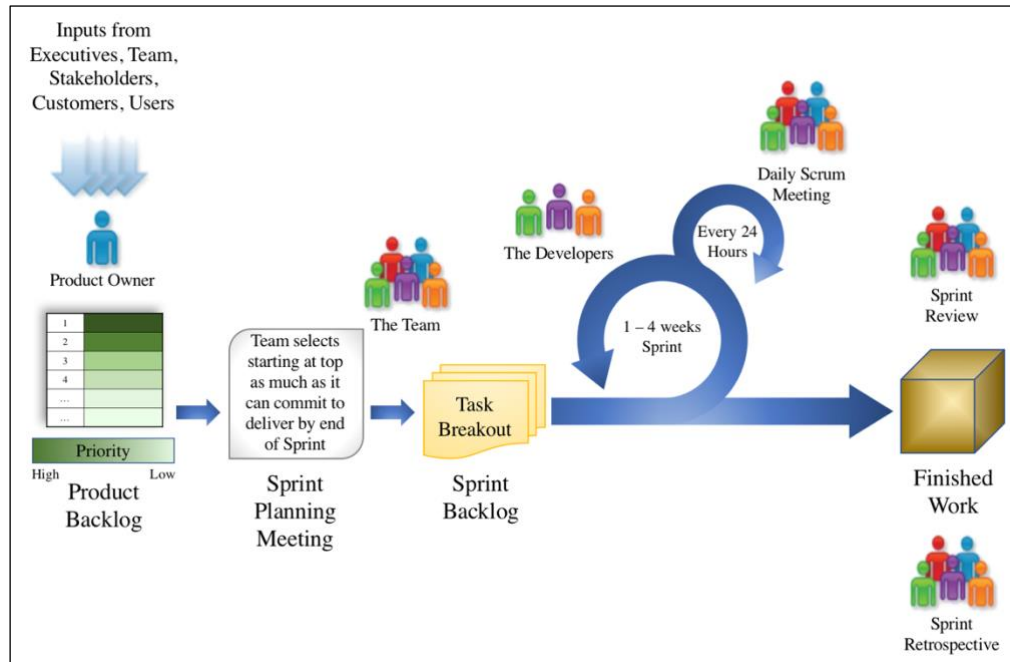 Inputs from
Executives, Team,
Stakeholders,
Customers, Users
Product Owner
1
2
3
4
...
...
Priority
High
Low
Product
Backlog
The Team
Team selects
starting at top
as much as it
can commit to
deliver by end
of Sprint
Sprint
Planning
Meeting
Task
Breakout
Sprint
Backlog
The Developers
1 – 4 weeks
Sprint
Every 24
Hours
Daily Scrum
Meeting
Sprint
Review
Finished
Work
Sprint
Retrospective